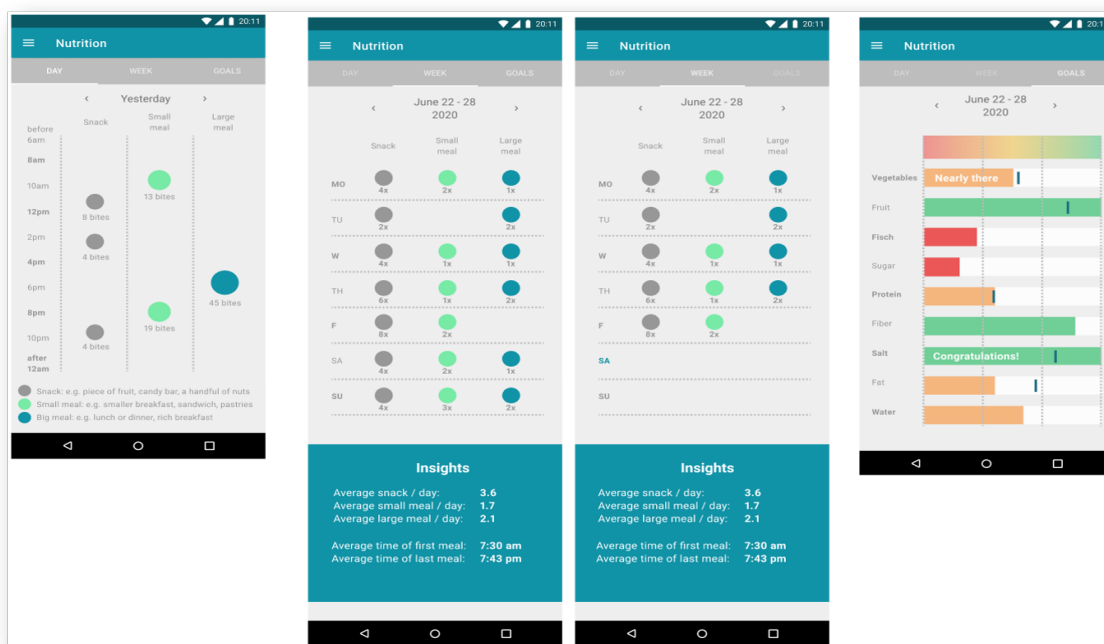 20:11
Nutrition
DAY WEEK GOALS
‹ Yesterday ›
Snack Small meal Large meal
before 6am
8am
10am
13 bites
12pm
8 bites
2pm
4 bites
4pm
6pm
45 bites
8pm
19 bites
10pm
4 bites
after 12am
Snack: e.g. piece of fruit, candy bar, a handful of nuts
Small meal: e.g. smaller breakfast, sandwich, pastries
Big meal: e.g. lunch or dinner, rich breakfast
20:11
Nutrition
DAY WEEK GOALS
‹ June 22 - 28 ›
2020
Snack Small meal Large meal
MO 4x 2x 1x
TU 2x 2x
W 4x 1x 1x
TH 6x 1x 2x
F 8x 2x
SA 4x 2x 1x
SU 4x 3x 2x
Insights
Average snack / day: 3.6
Average small meal / day: 1.7
Average large meal / day: 2.1
Average time of first meal: 7:30 am
Average time of last meal: 7:43 pm
20:11
Nutrition
DAY WEEK GOALS
‹ June 22 - 28 ›
2020
Snack Small meal Large meal
MO 4x 2x 1x
TU 2x 2x
W 4x 1x 1x
TH 6x 1x 2x
F 8x 2x
SA
SU
Insights
Average snack / day: 3.6
Average small meal / day: 1.7
Average large meal / day: 2.1
Average time of first meal: 7:30 am
Average time of last meal: 7:43 pm
Nutrition
DAY WEEK GOALS
‹ June 22 - 28 ›
2020
Vegetables Nearly there
Fruit
Fisch
Sugar
Protein
Fiber
Salt Congratulations!
Fat
Water